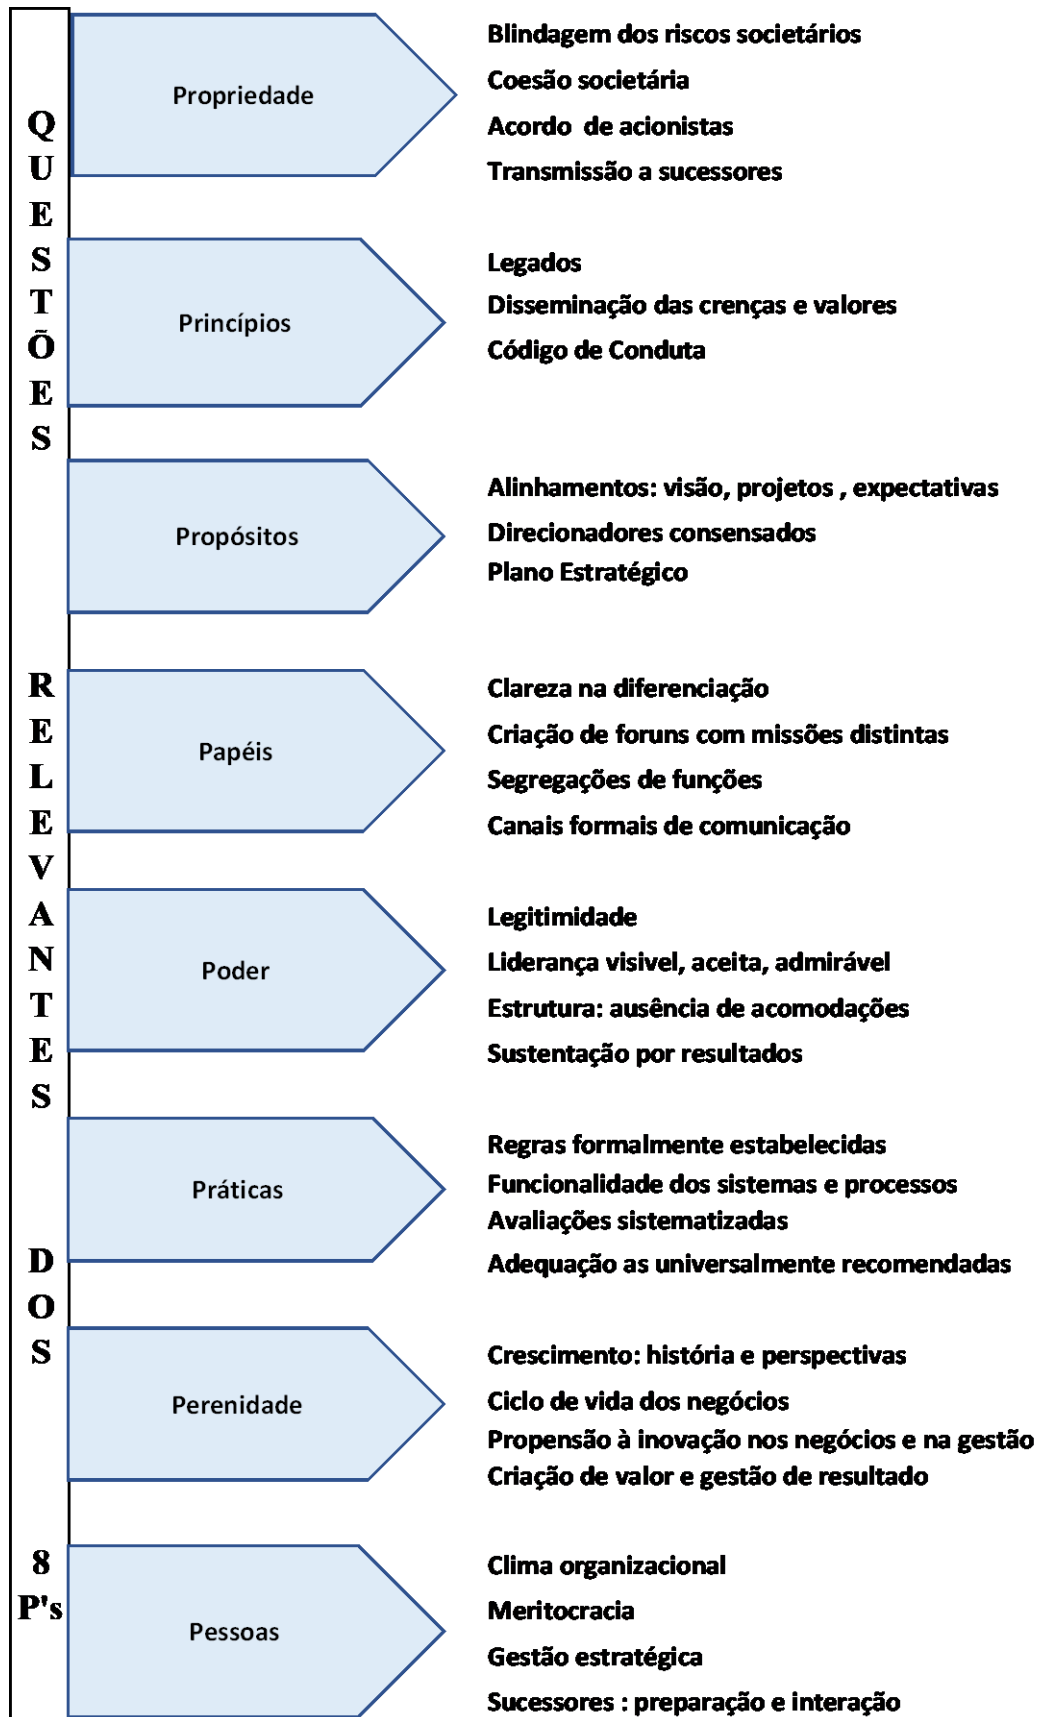 QUESTÕES RELEVANTES DOS 8 P's
Propriedade
Blindagem dos riscos societários
Coesão societária
Acordo de acionistas
Transmissão a sucessores
Princípios
Legados
Disseminação das crenças e valores
Código de Conduta
Propósitos
Alinhamentos: visão, projetos , expectativas
Direcionadores consensados
Plano Estratégico
Papéis
Clareza na diferenciação
Criação de foruns com missões distintas
Segregações de funções
Canais formais de comunicação
Poder
Legitimidade
Liderança visivel, aceita, admirável
Estrutura: ausência de acomodações
Sustentação por resultados
Práticas
Regras formalmente estabelecidas
Funcionalidade dos sistemas e processos
Avaliações sistematizadas
Adequação as universalmente recomendadas
Perenidade
Crescimento: história e perspectivas
Ciclo de vida dos negócios
Propensão à inovação nos negócios e na gestão
Criação de valor e gestão de resultado
Pessoas
Clima organizacional
Meritocracia
Gestão estratégica
Sucessores : preparação e interação